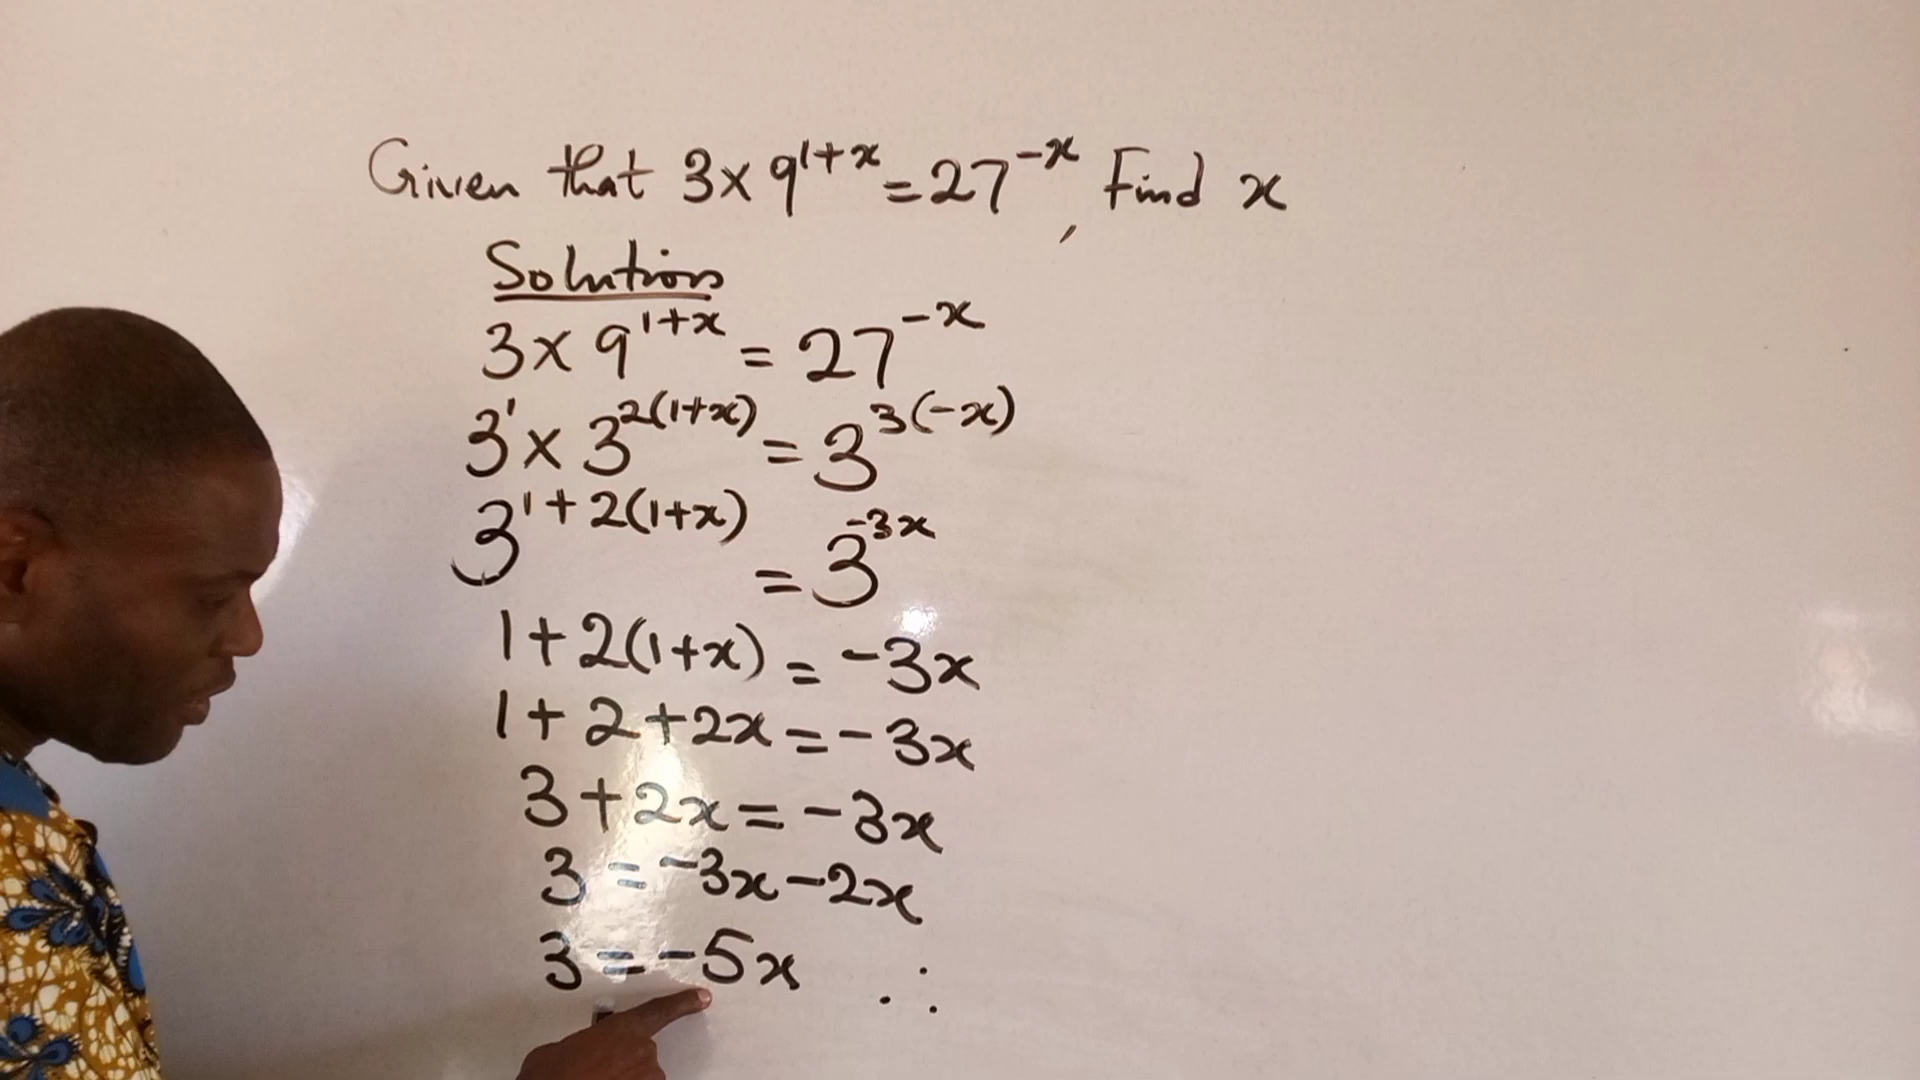 Given that 3 × 9^{1+x} = 27^{-x}, Find x
Solution
3 × 9^{1+x} = 27^{-x}
3^1 × 3^{2(1+x)} = 3^{3(-x)}
3^{1+2(1+x)} = 3^{-3x}
1+2(1+x) = -3x
1+2+2x = -3x
3+2x = -3x
3 = -3x-2x
3 = -5x ∴